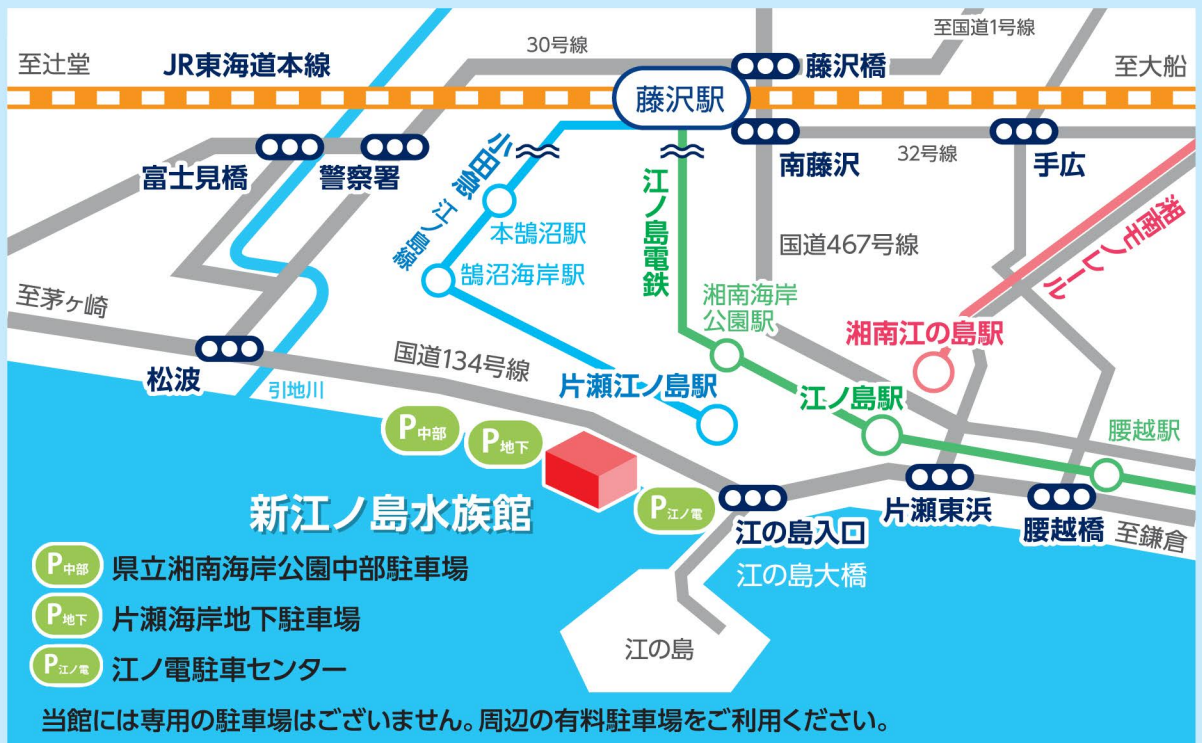 至国道1号線
30号線
至辻堂
JR東海道本線
藤沢橋
至大船
藤沢駅
富士見橋
警察署
小田急
江ノ島線
南藤沢
32号線
手広
本鵠沼駅
江ノ島電鉄
国道467号線
湘南モノレール
鵠沼海岸駅
至茅ヶ崎
湘南海岸
公園駅
湘南江の島駅
松波
引地川
国道134号線
片瀬江ノ島駅
江ノ島駅
腰越駅
P中部
P地下
新江ノ島水族館
P江ノ電
江の島入口
片瀬東浜
腰越橋
至鎌倉
江の島大橋
江の島
P中部 県立湘南海岸公園中部駐車場
P地下 片瀬海岸地下駐車場
P江ノ電 江ノ電駐車センター
当館には専用の駐車場はございません。周辺の有料駐車場をご利用ください。